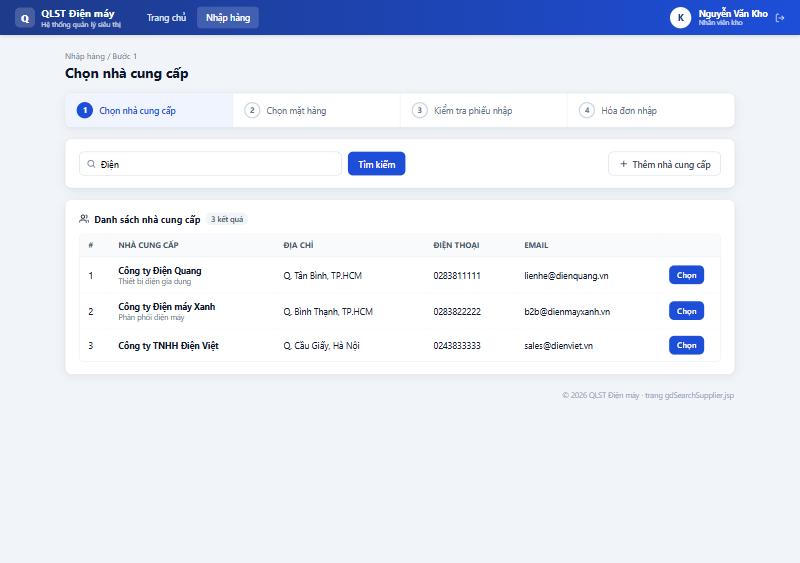 Q QLST Điện máy
Hệ thống quản lý siêu thị
Trang chủ Nhập hàng
K Nguyễn Văn Kho
Nhân viên kho
Nhập hàng / Bước 1
Chọn nhà cung cấp
1 Chọn nhà cung cấp 2 Chọn mặt hàng 3 Kiểm tra phiếu nhập 4 Hóa đơn nhập
Điện Tìm kiếm + Thêm nhà cung cấp
Danh sách nhà cung cấp 3 kết quả
# NHÀ CUNG CẤP ĐỊA CHỈ ĐIỆN THOẠI EMAIL
1 Công ty Điện Quang Q. Tân Bình, TP.HCM 0283811111 lienhe@dienquang.vn Chọn
Thiết bị điện gia dụng
2 Công ty Điện máy Xanh Q. Bình Thạnh, TP.HCM 0283822222 b2b@dienmayxanh.vn Chọn
Phân phối điện máy
3 Công ty TNHH Điện Việt Q. Cầu Giấy, Hà Nội 0243833333 sales@dienviet.vn Chọn
© 2026 QLST Điện máy · trang gdSearchSupplier.jsp